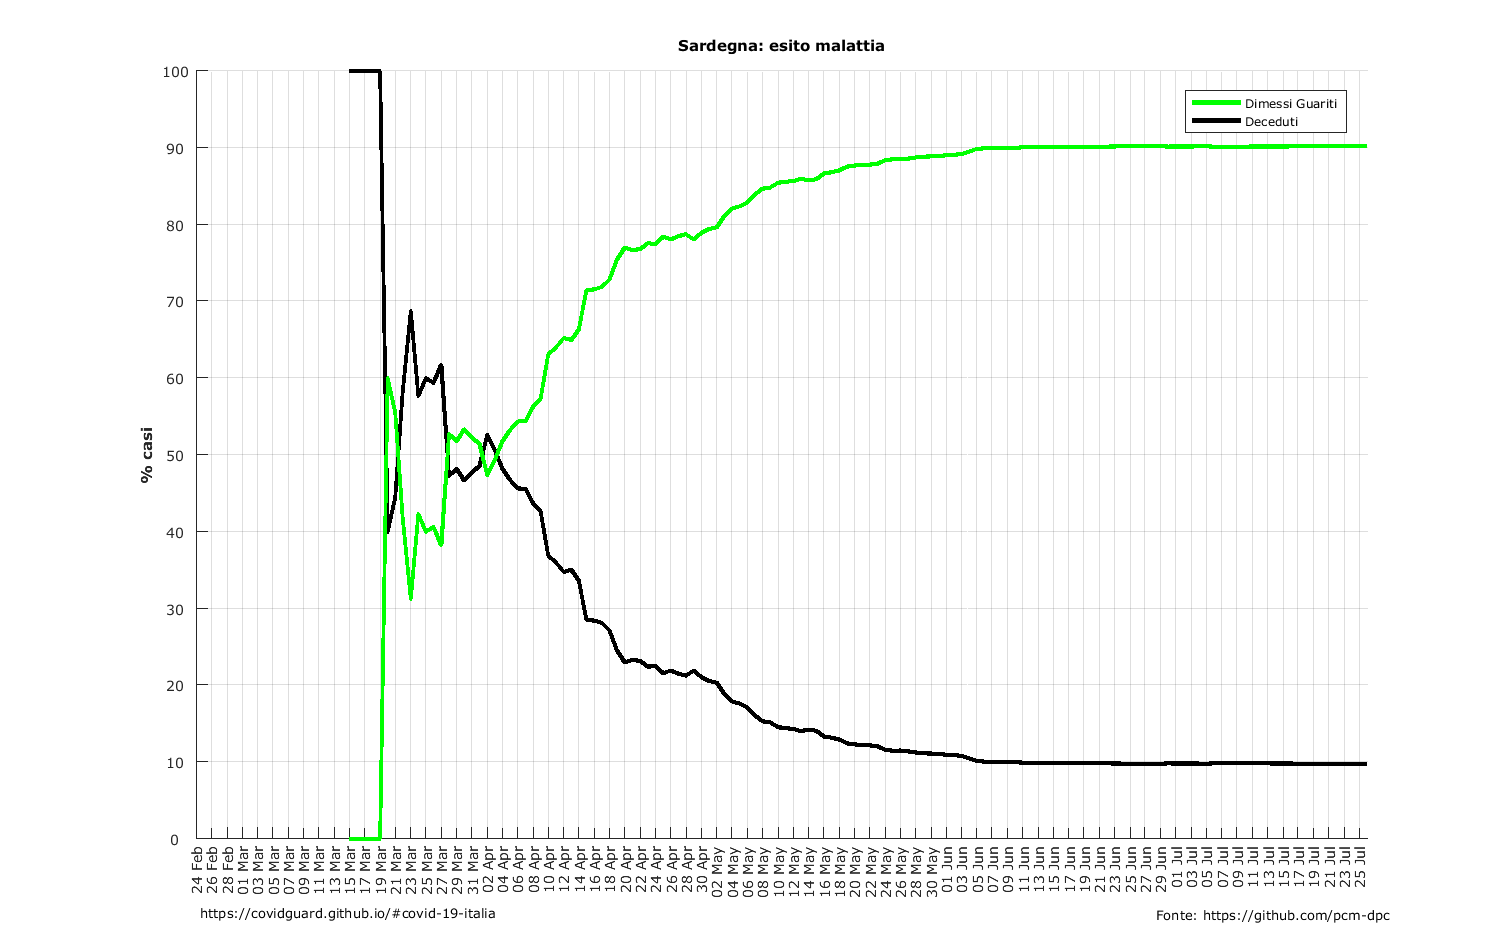 Sardegna: esito malattia
100
90
80
70
60
50
40
30
20
10
0
% casi
Dimessi Guariti
Deceduti
24 Feb
26 Feb
28 Feb
01 Mar
03 Mar
05 Mar
07 Mar
09 Mar
11 Mar
13 Mar
15 Mar
17 Mar
19 Mar
21 Mar
23 Mar
25 Mar
27 Mar
29 Mar
31 Mar
02 Apr
04 Apr
06 Apr
08 Apr
10 Apr
12 Apr
14 Apr
16 Apr
18 Apr
20 Apr
22 Apr
24 Apr
26 Apr
28 Apr
30 Apr
02 May
04 May
06 May
08 May
10 May
12 May
14 May
16 May
18 May
20 May
22 May
24 May
26 May
28 May
30 May
01 Jun
03 Jun
05 Jun
07 Jun
09 Jun
11 Jun
13 Jun
15 Jun
17 Jun
19 Jun
21 Jun
23 Jun
25 Jun
27 Jun
29 Jun
01 Jul
03 Jul
05 Jul
07 Jul
09 Jul
11 Jul
13 Jul
15 Jul
17 Jul
19 Jul
21 Jul
23 Jul
25 Jul
https://covidguard.github.io/#covid-19-italia
Fonte: https://github.com/pcm-dpc